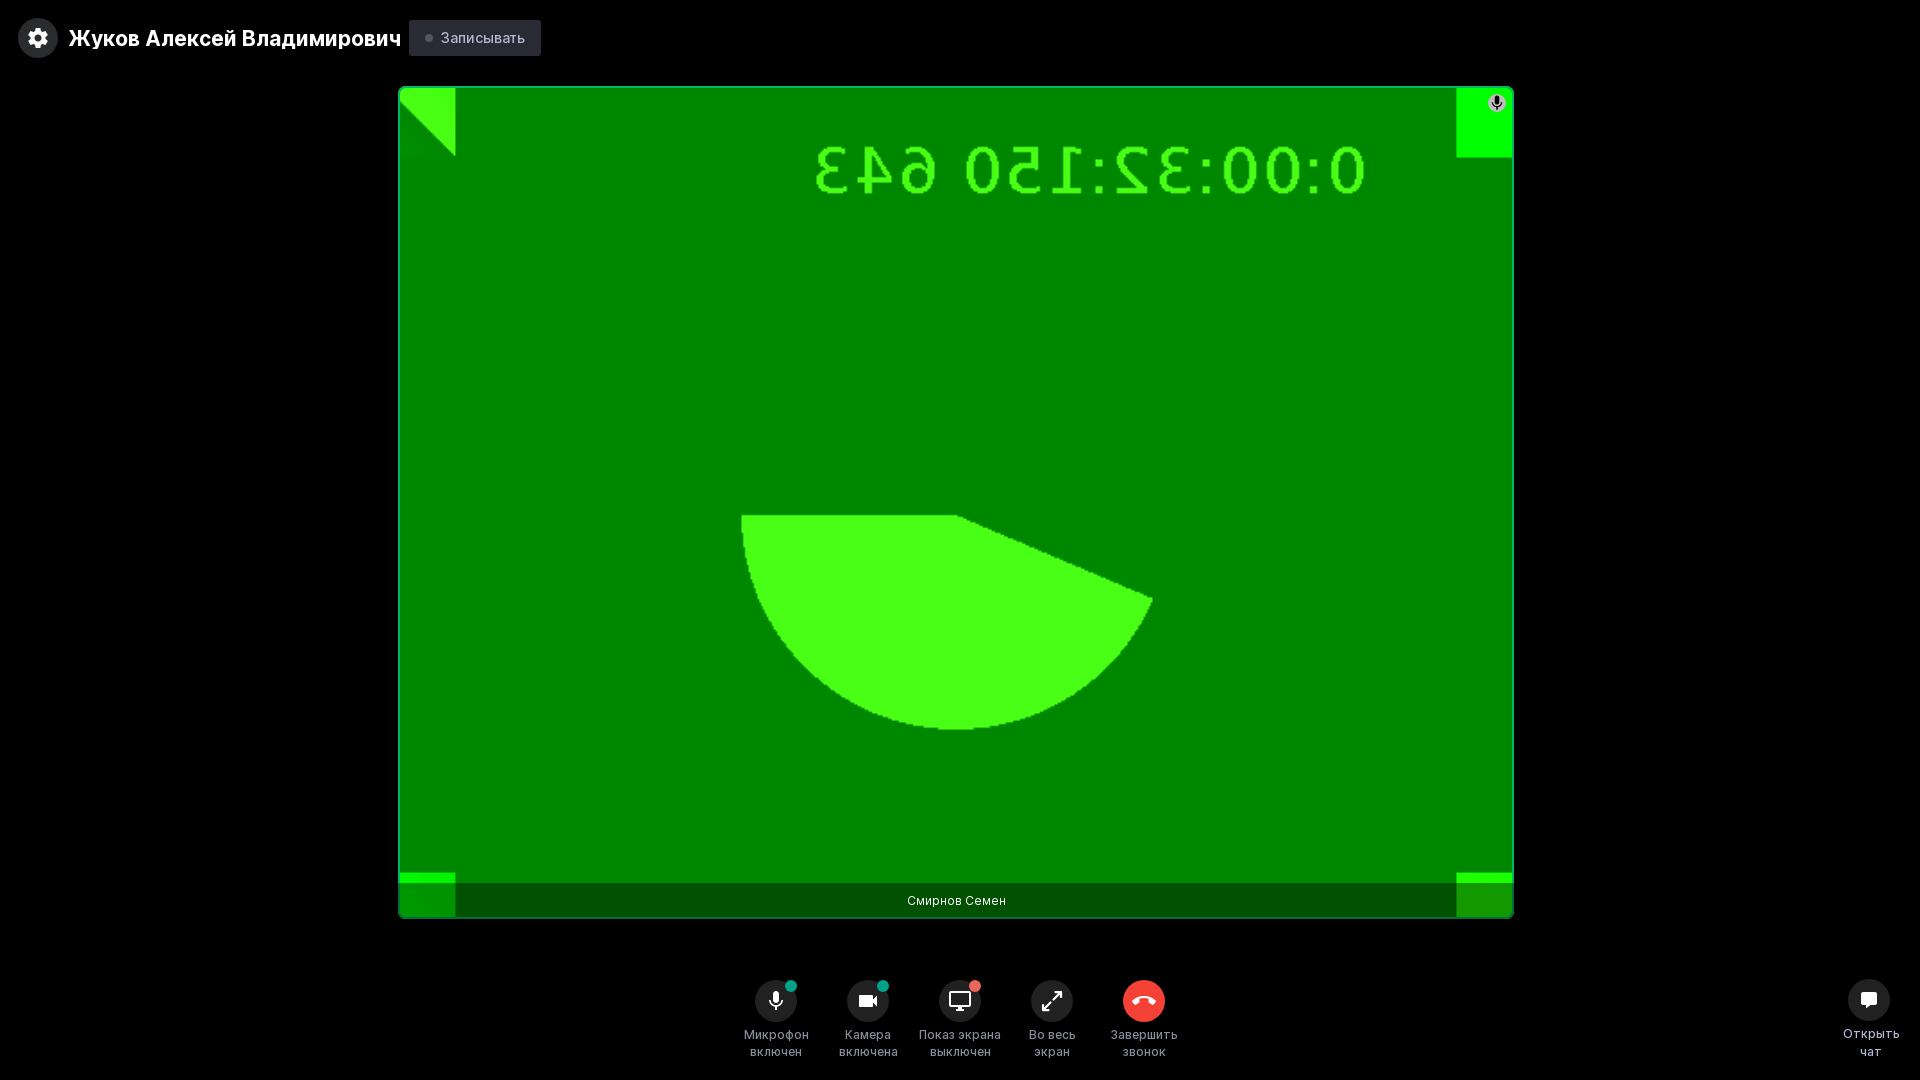 Жуков Алексей Владимирович
Записывать
0:00:32:150 643
Смирнов Семен
Микрофон включен
Камера включена
Показ экрана выключен
Во весь экран
Завершить звонок
Открыть чат